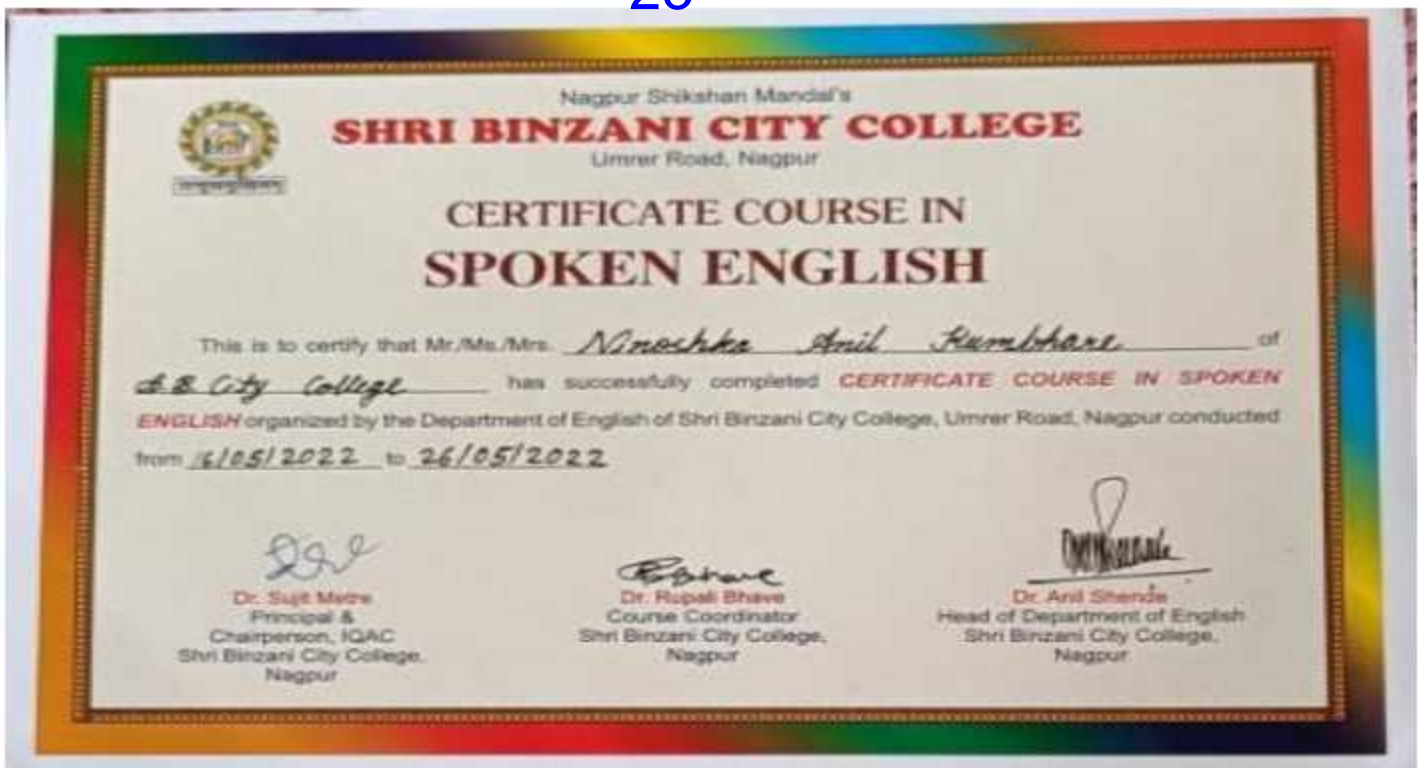 Nagpur Shikshan Mandal's
SHRI BINZANI CITY COLLEGE
Umrer Road, Nagpur
CERTIFICATE COURSE IN
SPOKEN ENGLISH
This is to certify that Mr./Ms./Mrs. Ninoshka Anil Kumbhare of
S.B City College has successfully completed CERTIFICATE COURSE IN SPOKEN
ENGLISH organized by the Department of English of Shri Binzani City College, Umrer Road, Nagpur conducted
from 16/05/2022 to 26/05/2022
Dr. Sujit Metre
Principal &
Chairperson, IQAC
Shri Binzani City College,
Nagpur
Dr. Rupali Bhave
Course Coordinator
Shri Binzani City College,
Nagpur
Dr. Anil Shende
Head of Department of English
Shri Binzani City College,
Nagpur